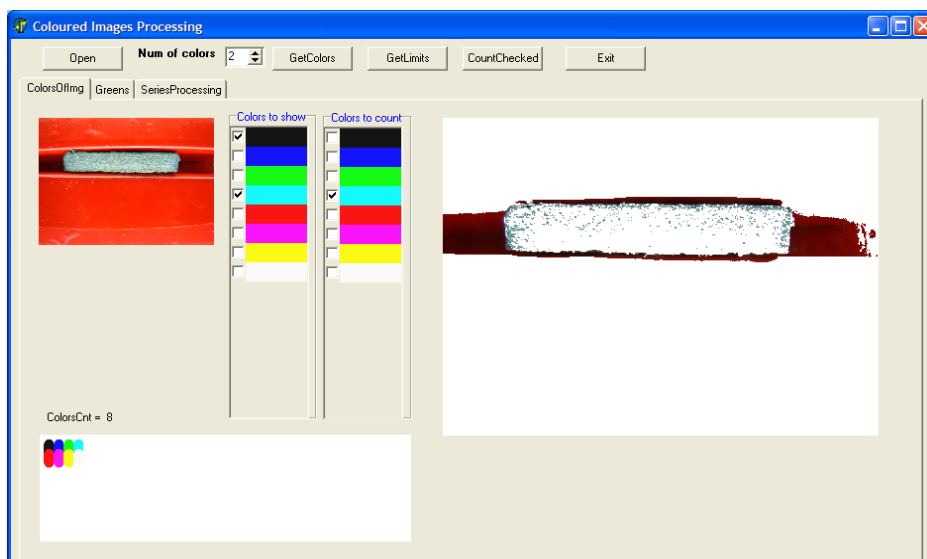 Coloured Images Processing
Open Num of colors 2 GetColors GetLimits CountChecked Exit
ColorsOfImg Greens SeriesProcessing
Colors to show Colors to count
ColorsCnt = 8